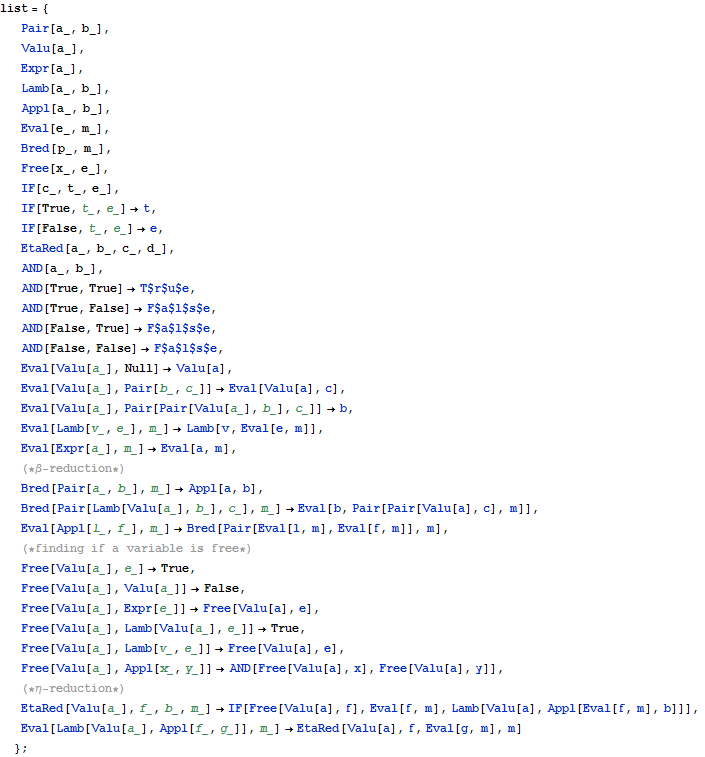 list = {
Pair[a_, b_],
Valu[a_],
Expr[a_],
Lamb[a_, b_],
Appl[a_, b_],
Eval[e_, m_],
Bred[p_, m_],
Free[x_, e_],
IF[c_, t_, e_],
IF[True, t_, e_] → t,
IF[False, t_, e_] → e,
EtaRed[a_, b_, c_, d_],
AND[a_, b_],
AND[True, True] → T$r$u$e,
AND[True, False] → F$a$l$s$e,
AND[False, True] → F$a$l$s$e,
AND[False, False] → F$a$l$s$e,
Eval[Valu[a_], Null] → Valu[a],
Eval[Valu[a_], Pair[b_, c_]] → Eval[Valu[a], c],
Eval[Valu[a_], Pair[Pair[Valu[a_], b_], c_]] → b,
Eval[Lamb[v_, e_], m_] → Lamb[v, Eval[e, m]],
Eval[Expr[a_], m_] → Eval[a, m],
(*β-reduction*)
Bred[Pair[a_, b_], m_] → Appl[a, b],
Bred[Pair[Lamb[Valu[a_], b_], c_], m_] → Eval[b, Pair[Pair[Valu[a], c], m]],
Eval[Appl[l_, f_], m_] → Bred[Pair[Eval[l, m], Eval[f, m]], m],
(*finding if a variable is free*)
Free[Valu[a_], e_] → True,
Free[Valu[a_], Valu[a_]] → False,
Free[Valu[a_], Expr[e_]] → Free[Valu[a], e],
Free[Valu[a_], Lamb[Valu[a_], e_]] → True,
Free[Valu[a_], Lamb[v_, e_]] → Free[Valu[a], e],
Free[Valu[a_], Appl[x_, y_]] → AND[Free[Valu[a], x], Free[Valu[a], y]],
(*η-reduction*)
EtaRed[Valu[a_], f_, b_, m_] → IF[Free[Valu[a], f], Eval[f, m], Lamb[Valu[a], Appl[Eval[f, m], b]]],
Eval[Lamb[Valu[a_], Appl[f_, g_]], m_] → EtaRed[Valu[a], f, Eval[g, m], m]
};